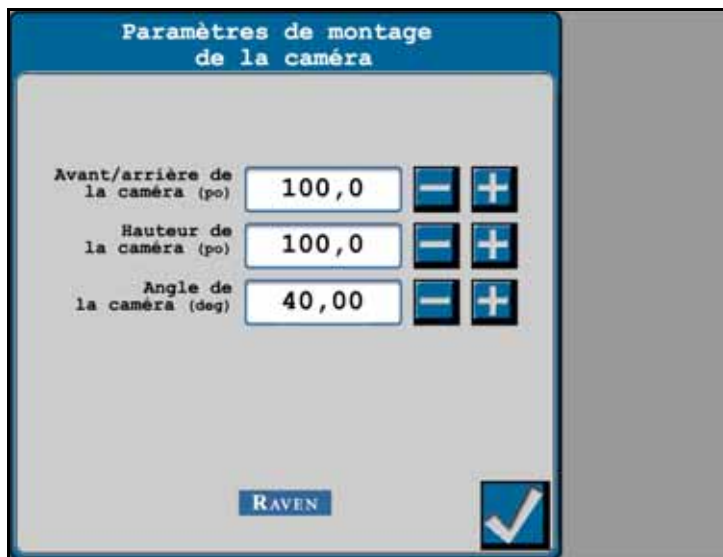 Paramètres de montage
de la caméra
Avant/arrière de
la caméra (po)
100,0
Hauteur de
la caméra (po)
100,0
Angle de
la caméra (deg)
40,00
RAVEN